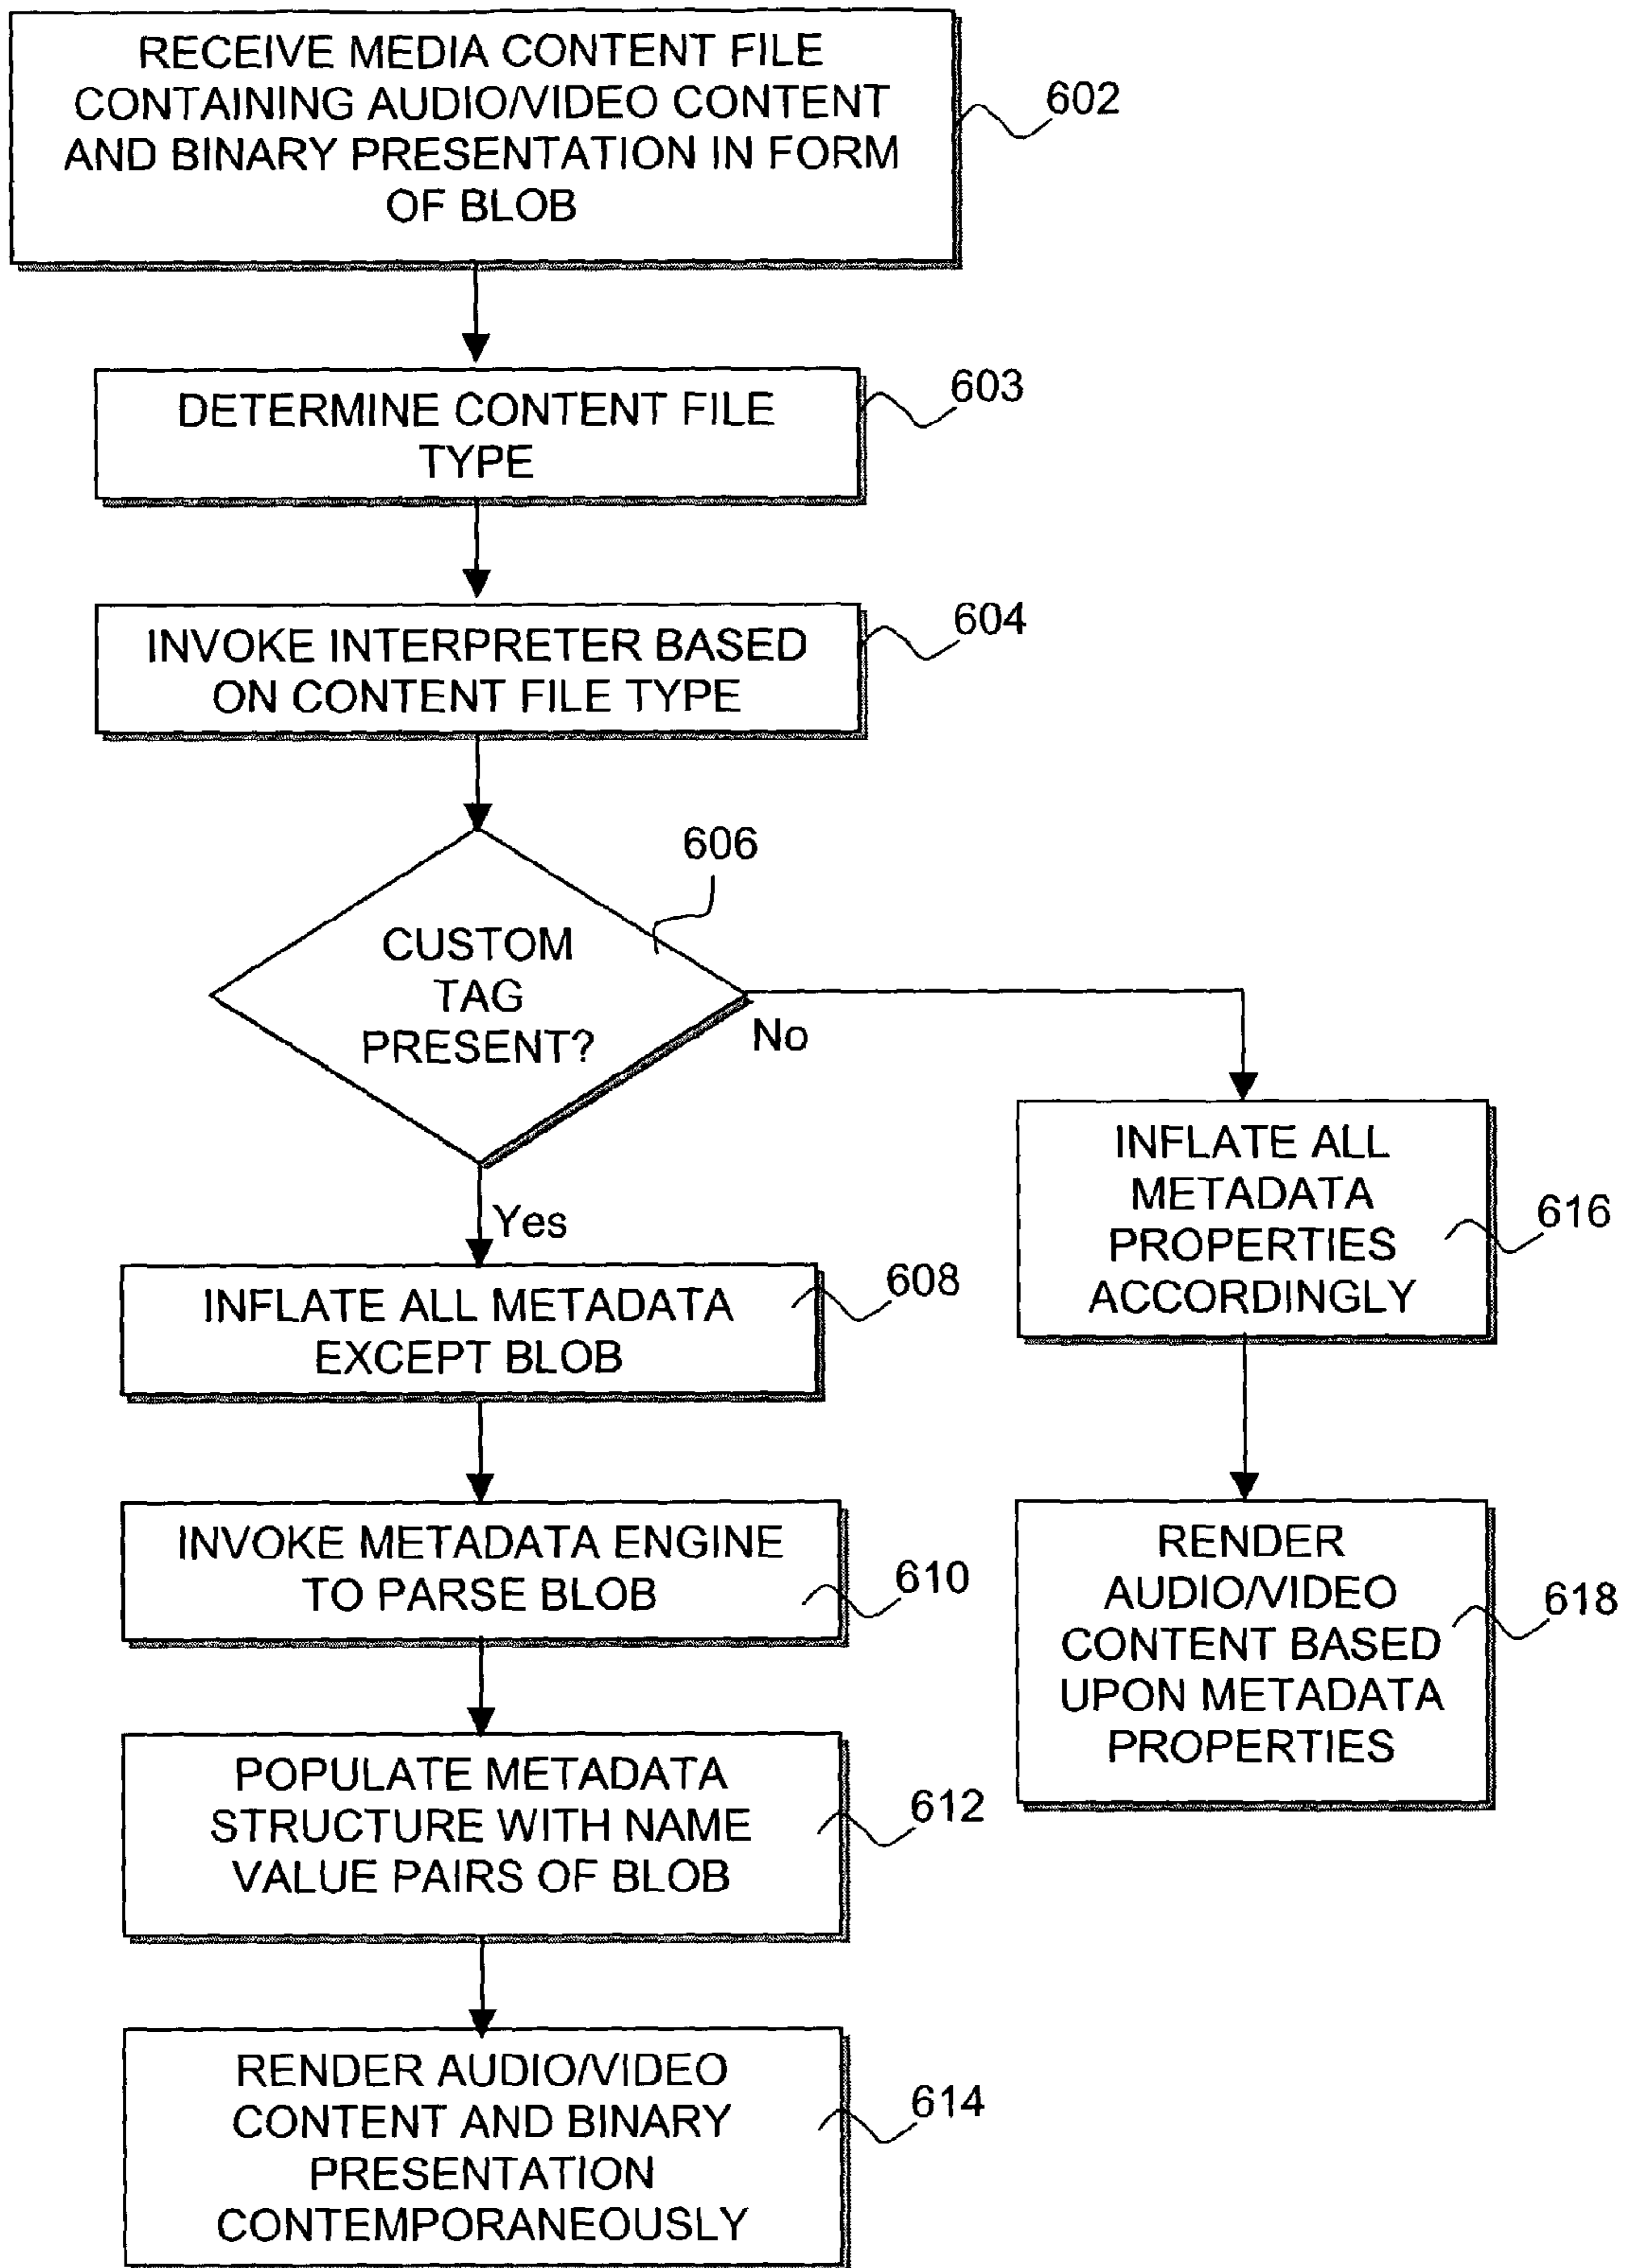 RECEIVE MEDIA CONTENT FILE
CONTAINING AUDIO/VIDEO CONTENT
AND BINARY PRESENTATION IN FORM
OF BLOB
602
DETERMINE CONTENT FILE
TYPE
603
INVOKE INTERPRETER BASED
ON CONTENT FILE TYPE
604
606
CUSTOM
TAG
PRESENT?
No
Yes
INFLATE ALL METADATA
EXCEPT BLOB
608
INFLATE ALL
METADATA
PROPERTIES
ACCORDINGLY
616
INVOKE METADATA ENGINE
TO PARSE BLOB
610
RENDER
AUDIO/VIDEO
CONTENT BASED
UPON METADATA
PROPERTIES
618
POPULATE METADATA
STRUCTURE WITH NAME
VALUE PAIRS OF BLOB
612
RENDER AUDIO/VIDEO
CONTENT AND BINARY
PRESENTATION
CONTEMPORANEOUSLY
614